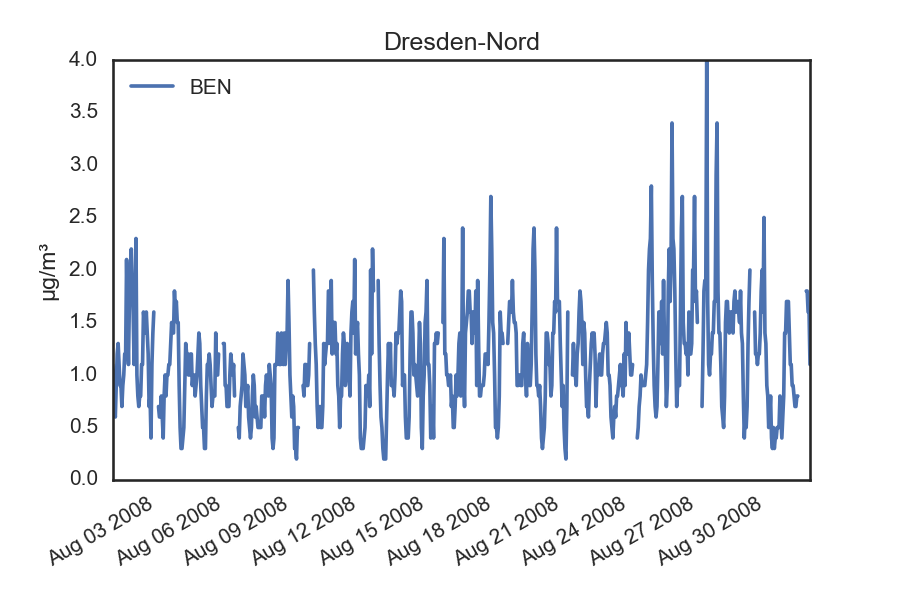 Dresden-Nord
BEN
µg/m³
4.0
3.5
3.0
2.5
2.0
1.5
1.0
0.5
0.0
Aug 03 2008
Aug 06 2008
Aug 09 2008
Aug 12 2008
Aug 15 2008
Aug 18 2008
Aug 21 2008
Aug 24 2008
Aug 27 2008
Aug 30 2008